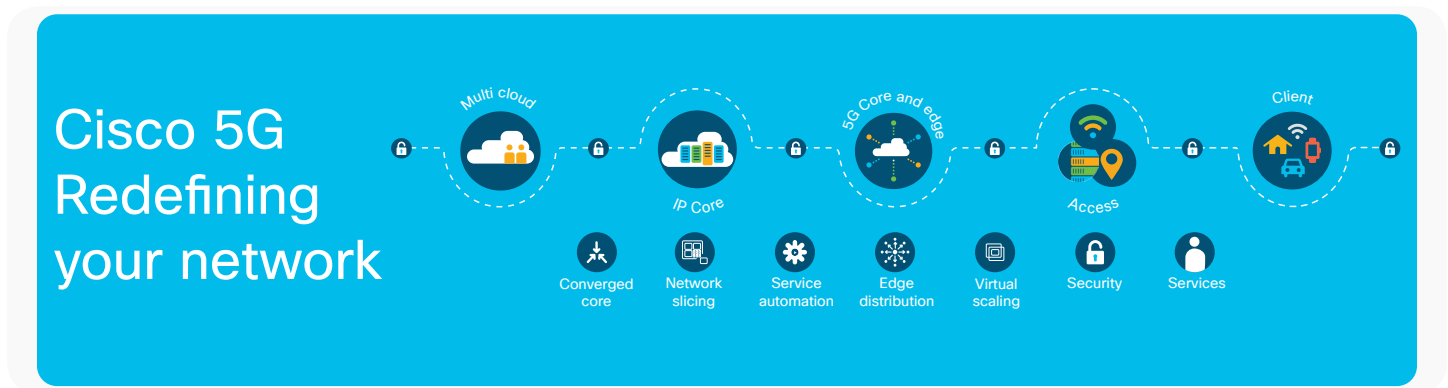 Cisco 5G
Redefining
your network
Multi cloud
IP Core
5G Core and edge
Access
Client
Converged
core
Network
slicing
Service
automation
Edge
distribution
Virtual
scaling
Security
Services